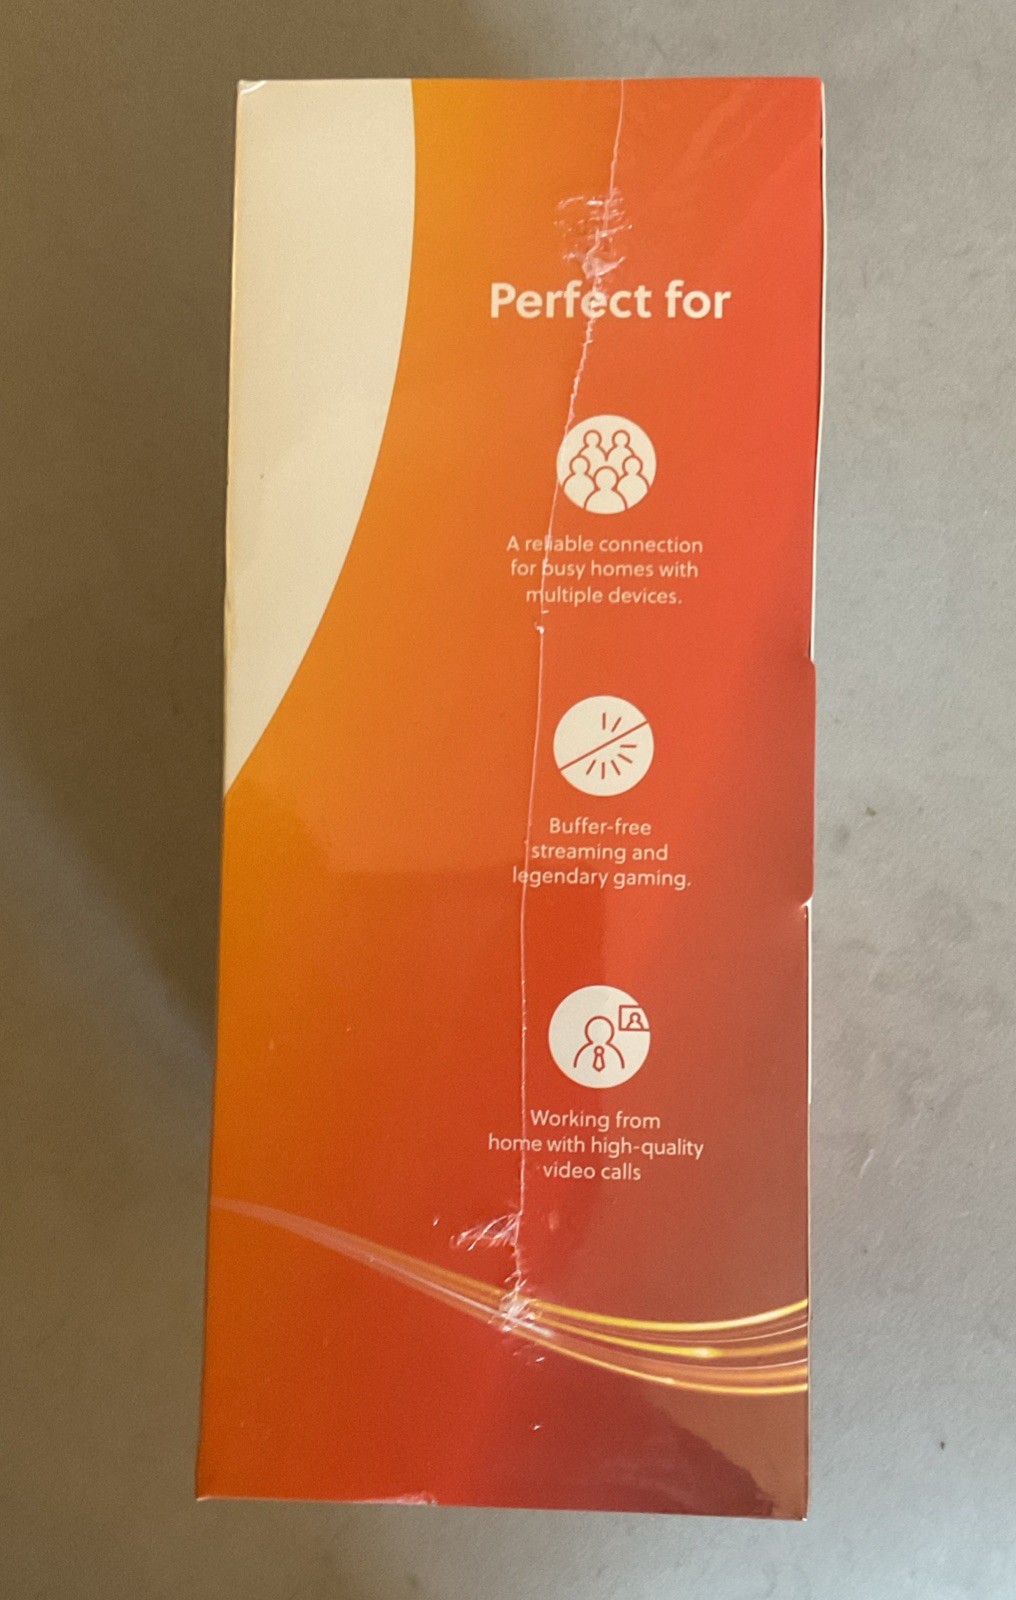 Perfect for
A reliable connection
for busy homes with
multiple devices.
Buffer-free
streaming and
legendary gaming.
Working from
home with high-quality
video calls